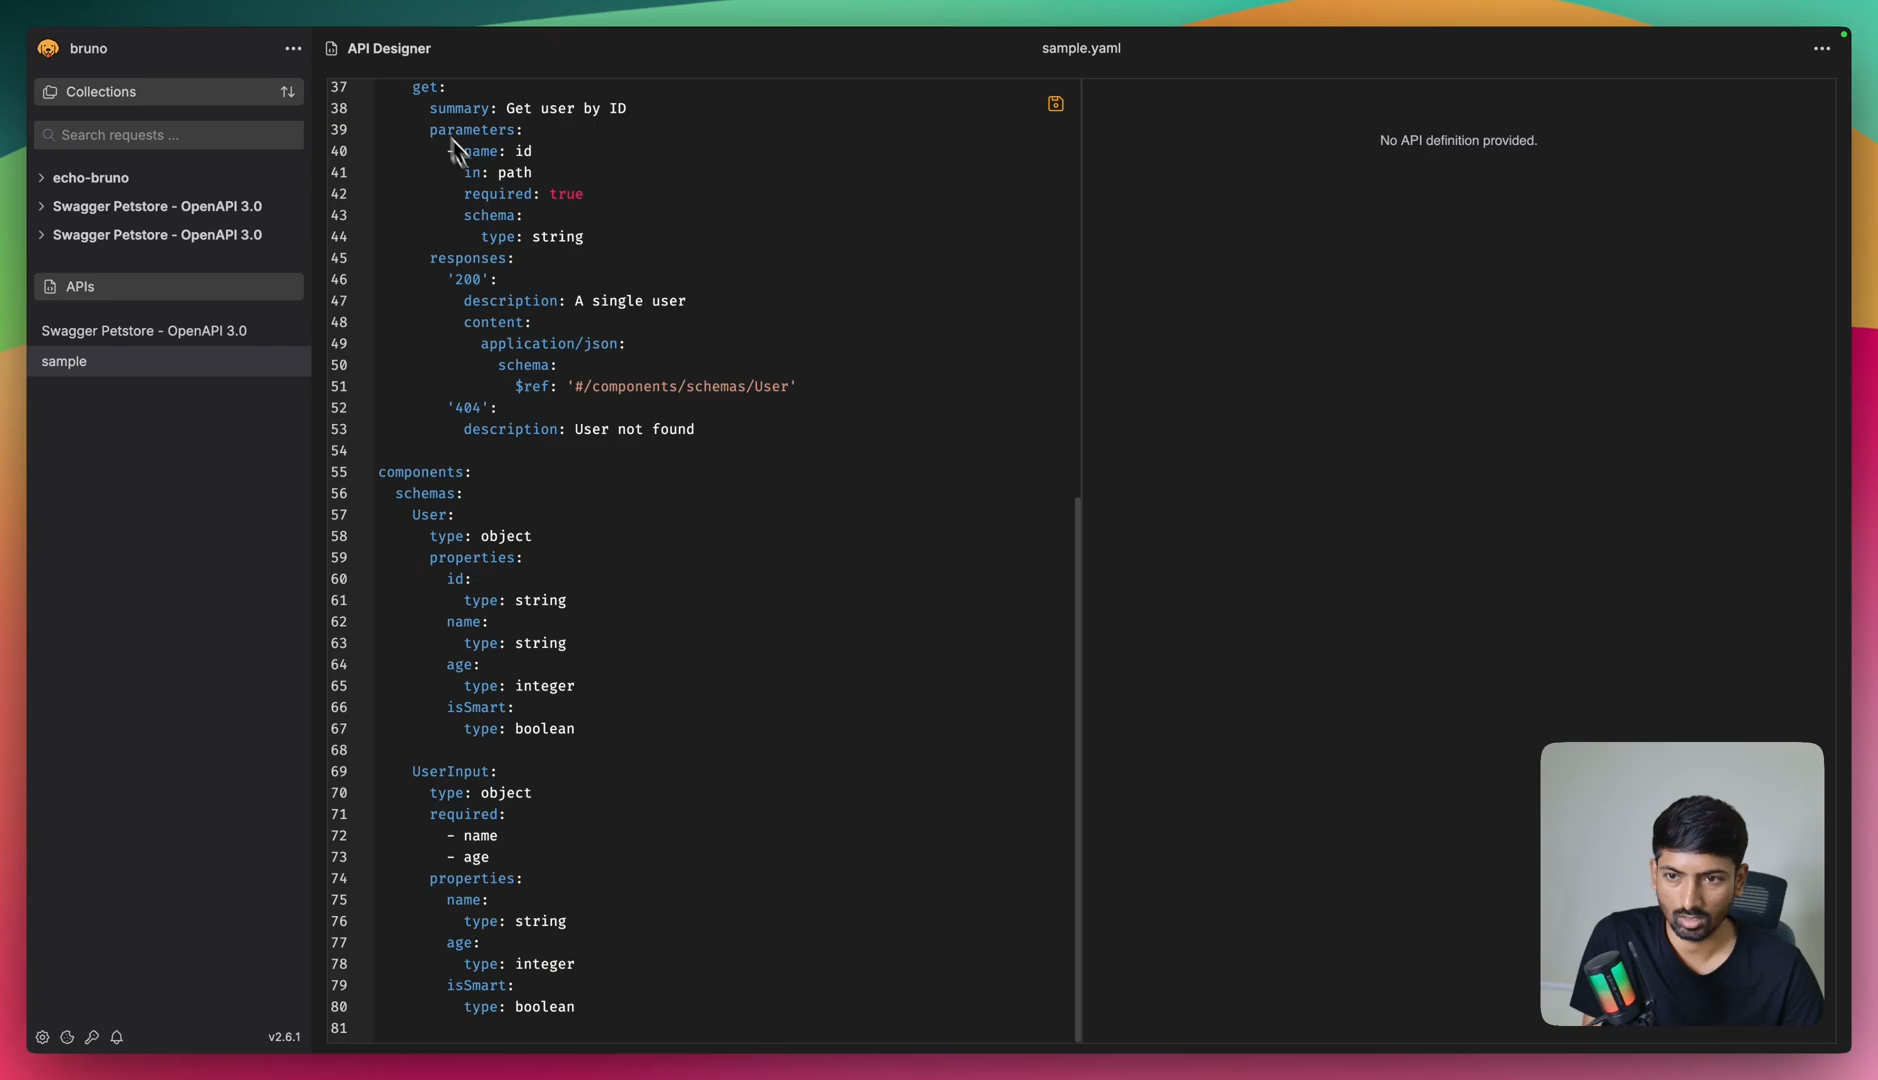 bruno
API Designer
sample.yaml
Collections
Search requests ...
echo-bruno
Swagger Petstore - OpenAPI 3.0
Swagger Petstore - OpenAPI 3.0
APIs
Swagger Petstore - OpenAPI 3.0
sample
v2.6.1
37 get:
38 summary: Get user by ID
39 parameters:
40 - name: id
41 in: path
42 required: true
43 schema:
44 type: string
45 responses:
46 '200':
47 description: A single user
48 content:
49 application/json:
50 schema:
51 $ref: '#/components/schemas/User'
52 '404':
53 description: User not found
54
55 components:
56 schemas:
57 User:
58 type: object
59 properties:
60 id:
61 type: string
62 name:
63 type: string
64 age:
65 type: integer
66 isSmart:
67 type: boolean
68
69 UserInput:
70 type: object
71 required:
72 - name
73 - age
74 properties:
75 name:
76 type: string
77 age:
78 type: integer
79 isSmart:
80 type: boolean
81
No API definition provided.